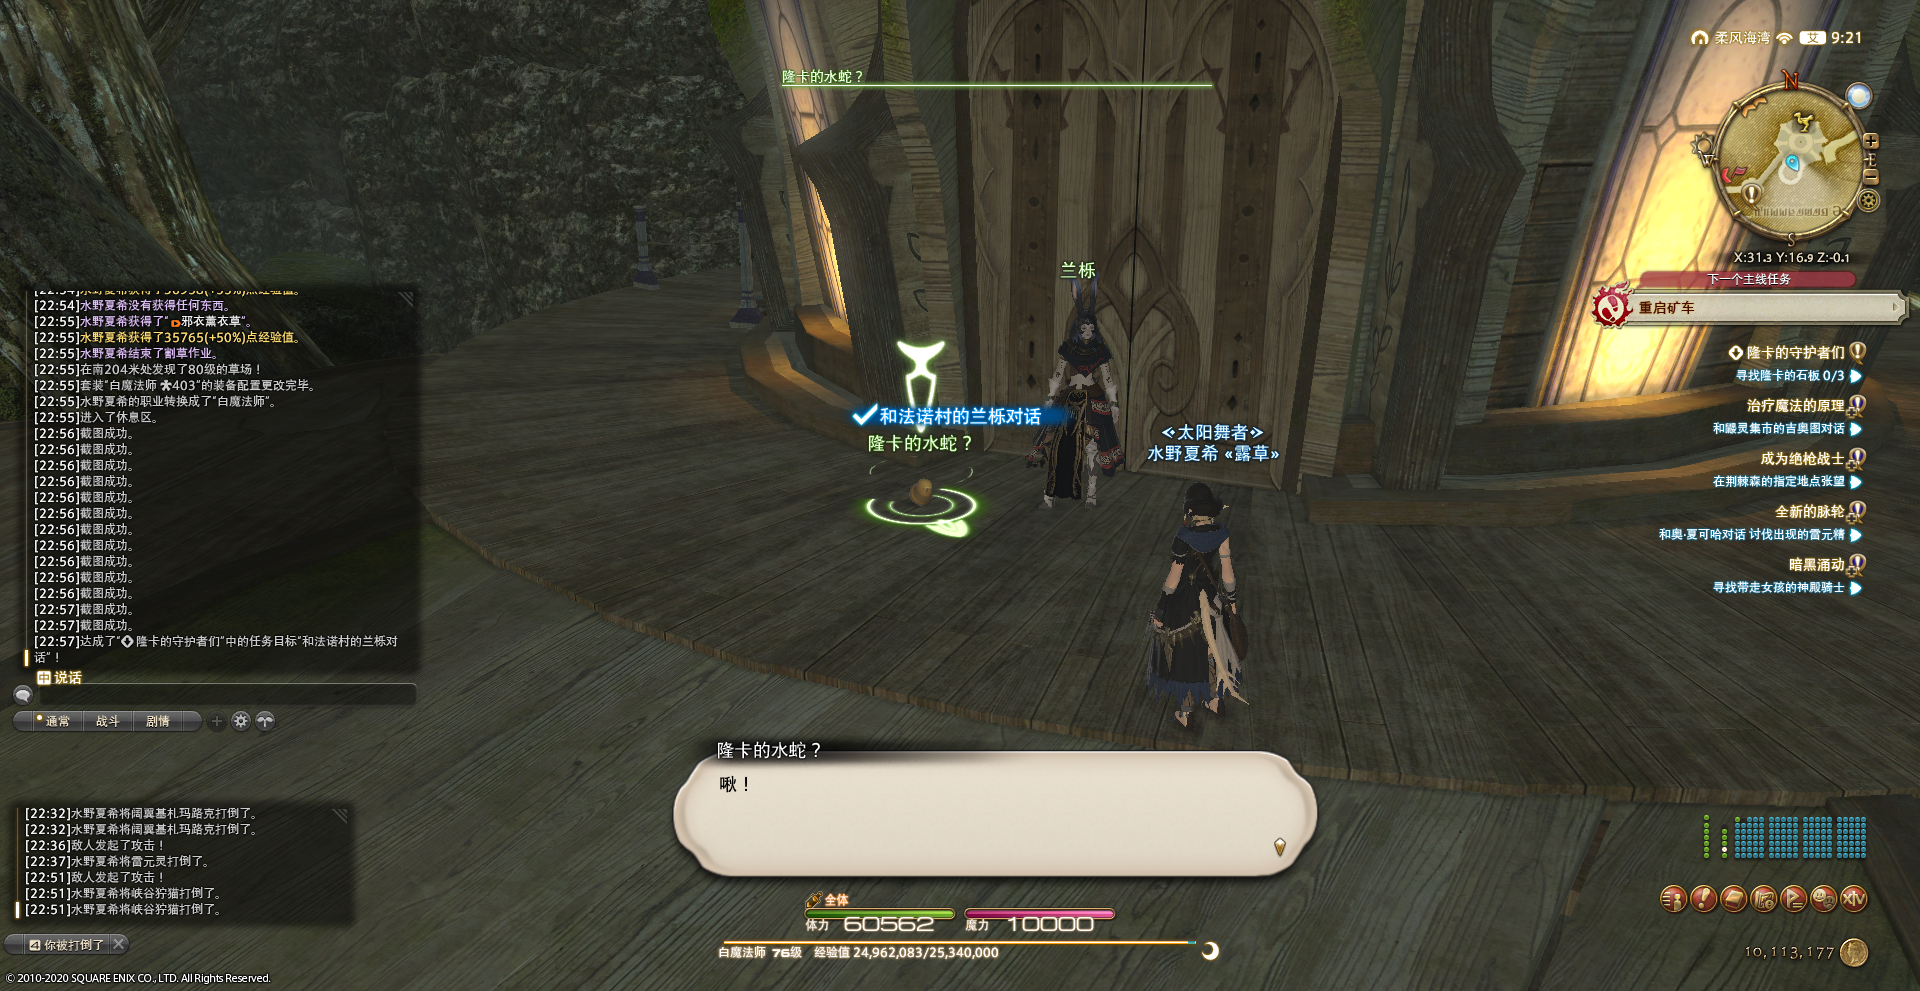 柔风海湾 艾 9:21
隆卡的水蛇？
N
W
E
S
X:31.3 Y:16.9 Z:-0.1
下一个主线任务
重启矿车
隆卡的守护者们
寻找隆卡的石板 0/3
治疗魔法的原理
和鼹灵集市的吉奥图对话
成为绝枪战士
在荆棘森的指定地点张望
全新的脉轮
和奥·夏可哈对话 讨伐出现的雷元精
暗黑涌动
寻找带走女孩的神殿骑士
兰栎
和法诺村的兰栎对话
隆卡的水蛇？
太阳舞者
水野夏希 «露草»
[22:54]水野夏希没有获得任何东西。
[22:55]水野夏希获得了“邪衣薰衣草”。
[22:55]水野夏希获得了35765(+50%)点经验值。
[22:55]水野夏希结束了割草作业。
[22:55]在南204米处发现了80级的草场！
[22:55]套装“白魔法师 403”的装备配置更改完毕。
[22:55]水野夏希的职业转换成了“白魔法师”。
[22:55]进入了休息区。
[22:56]截图成功。
[22:56]截图成功。
[22:56]截图成功。
[22:56]截图成功。
[22:56]截图成功。
[22:56]截图成功。
[22:56]截图成功。
[22:56]截图成功。
[22:56]截图成功。
[22:56]截图成功。
[22:56]截图成功。
[22:57]截图成功。
[22:57]截图成功。
[22:57]达成了“隆卡的守护者们”中的任务目标“和法诺村的兰栎对
话”！
中 说话
通常 战斗 剧情
隆卡的水蛇？
啾！
[22:32]水野夏希将阔翼基札玛路克打倒了。
[22:32]水野夏希将阔翼基札玛路克打倒了。
[22:36]敌人发起了攻击！
[22:37]水野夏希将雷元灵打倒了。
[22:51]敌人发起了攻击！
[22:51]水野夏希将峡谷狞猫打倒了。
[22:51]水野夏希将峡谷狞猫打倒了。
4 你被打倒了
全体
体力 60562 魔力 10000
白魔法师 76级 经验值 24,962,083/25,340,000
XIV
10,113,177
© 2010-2020 SQUARE ENIX CO., LTD. All Rights Reserved.